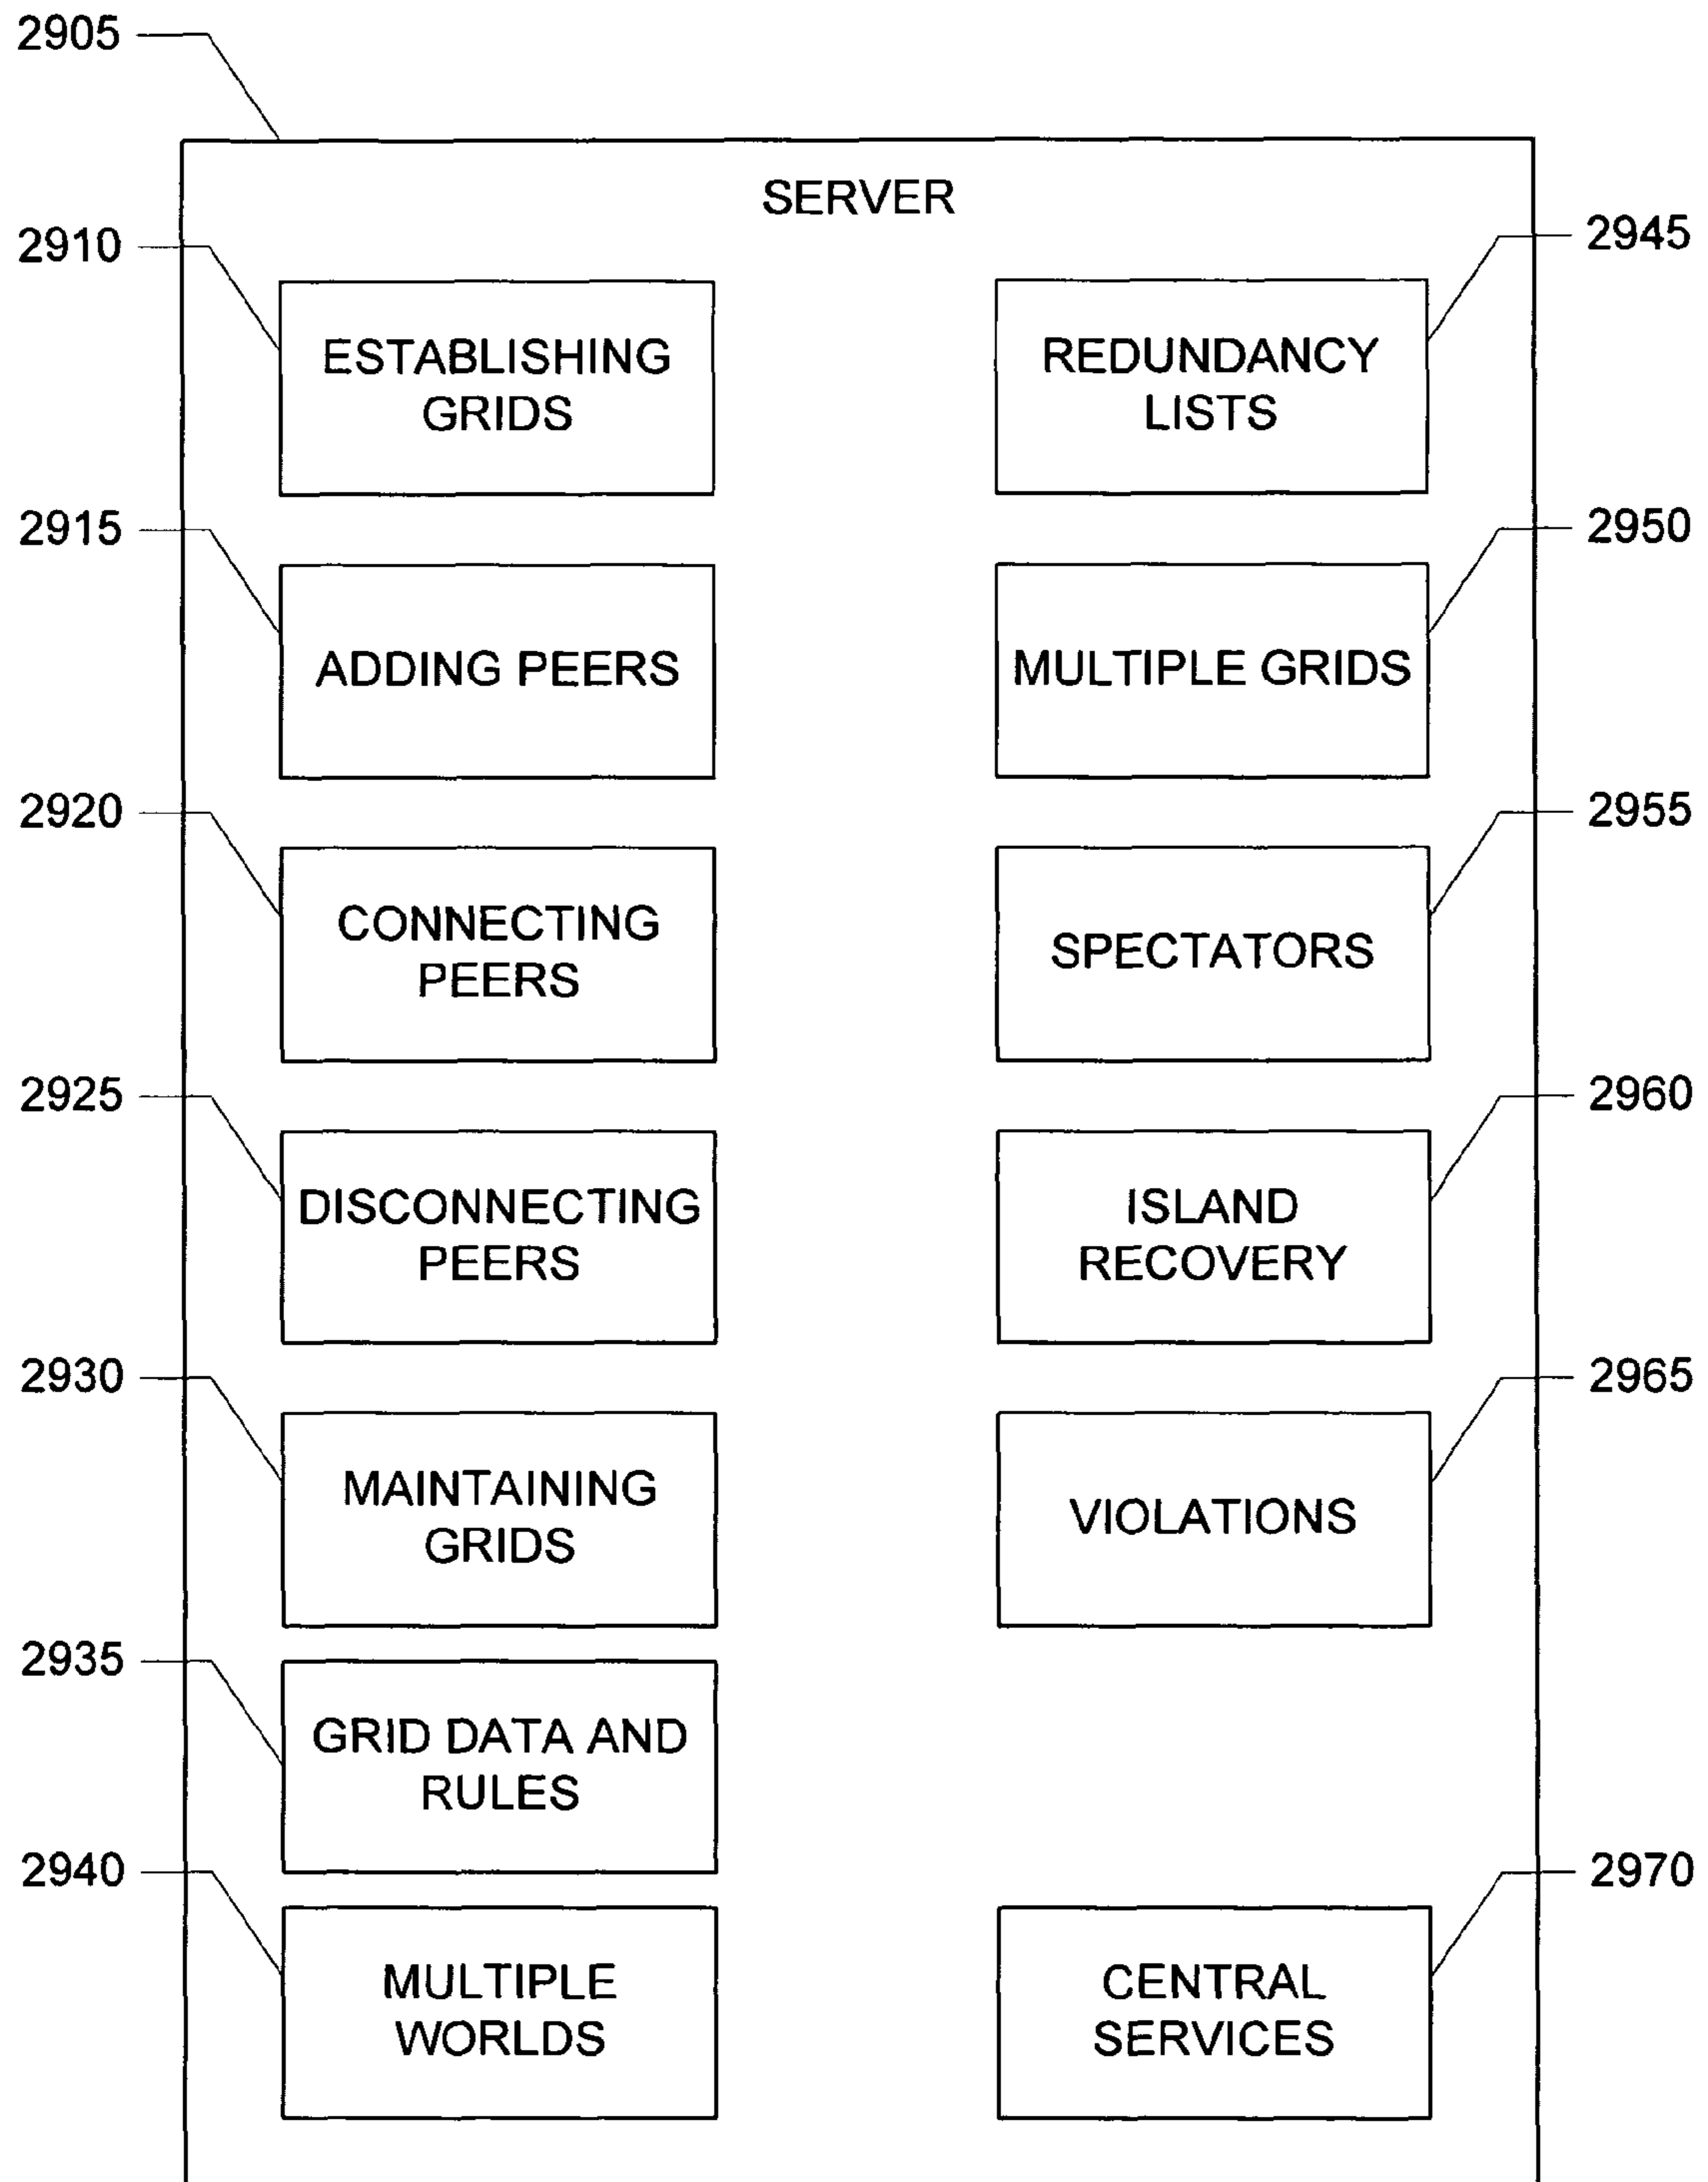 2905
SERVER
2910
ESTABLISHING
GRIDS
2915
ADDING PEERS
2920
CONNECTING
PEERS
2925
DISCONNECTING
PEERS
2930
MAINTAINING
GRIDS
2935
GRID DATA AND
RULES
2940
MULTIPLE
WORLDS
2945
REDUNDANCY
LISTS
2950
MULTIPLE GRIDS
2955
SPECTATORS
2960
ISLAND
RECOVERY
2965
VIOLATIONS
2970
CENTRAL
SERVICES